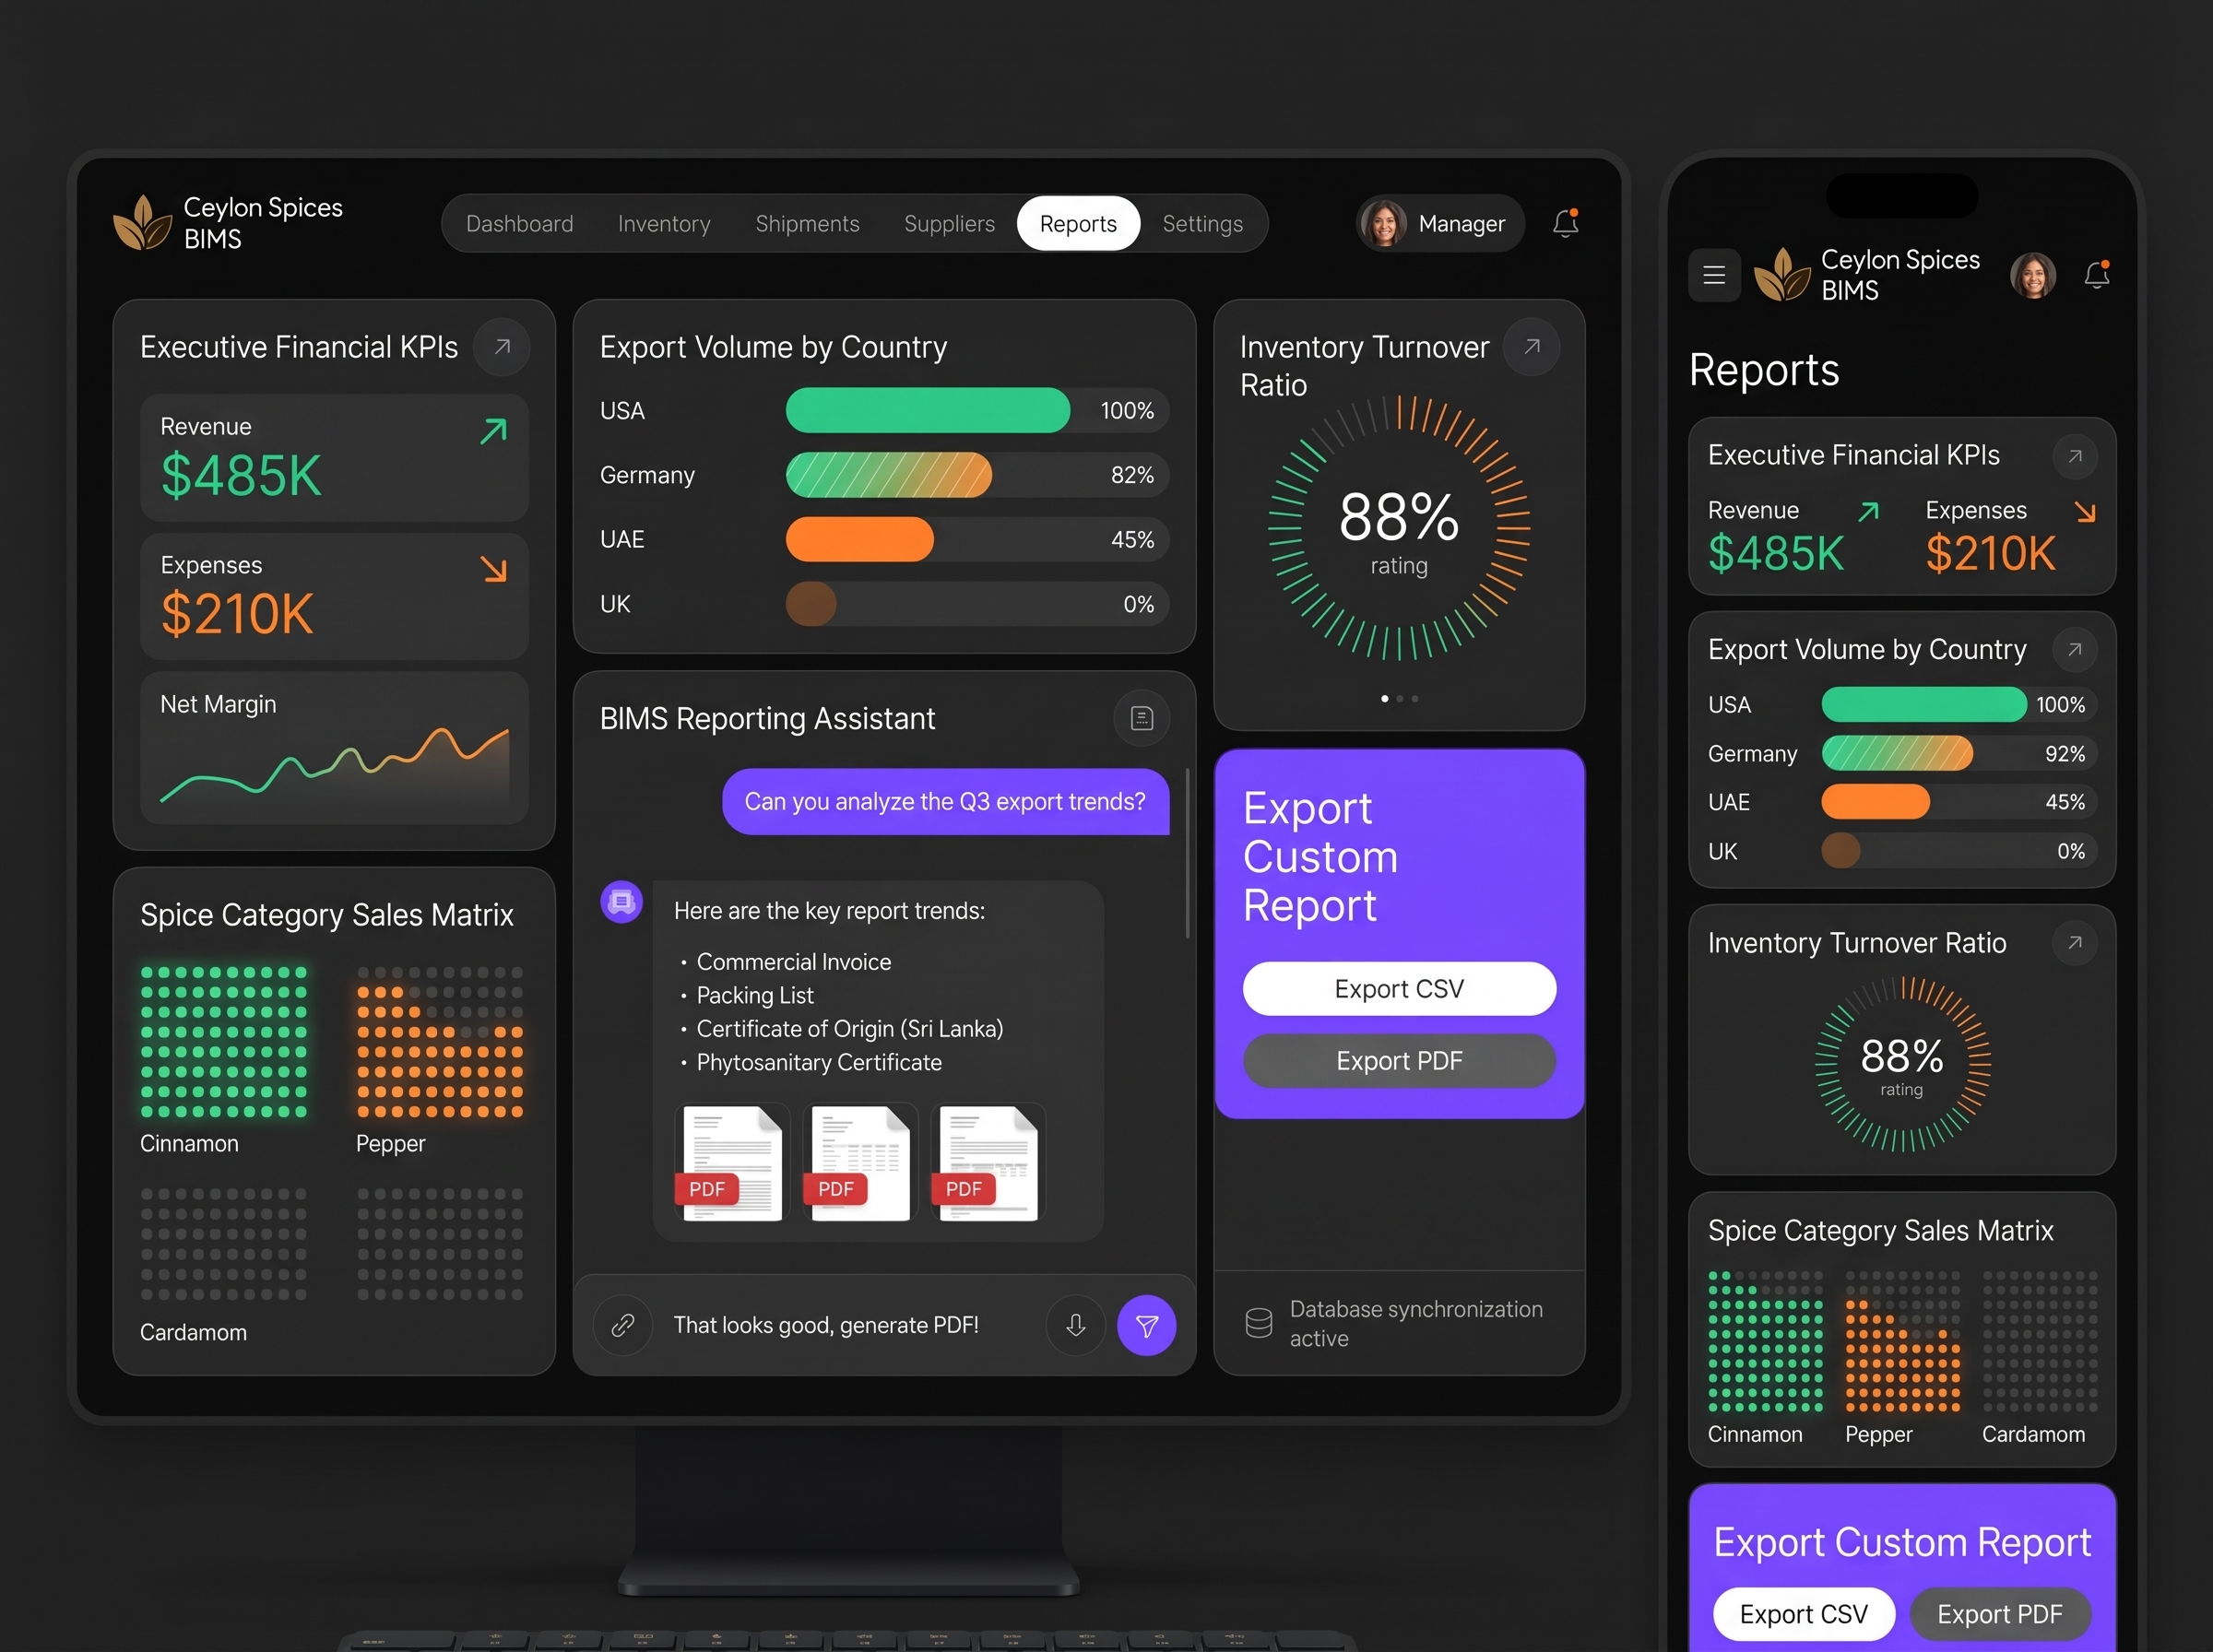 Ceylon Spices
BIMS
Dashboard
Inventory
Shipments
Suppliers
Reports
Settings
Manager
Executive Financial KPIs
Revenue
$485K
Expenses
$210K
Net Margin
Spice Category Sales Matrix
Cinnamon
Pepper
Cardamom
Export Volume by Country
USA
100%
Germany
82%
UAE
45%
UK
0%
BIMS Reporting Assistant
Can you analyze the Q3 export trends?
Here are the key report trends:
• Commercial Invoice
• Packing List
• Certificate of Origin (Sri Lanka)
• Phytosanitary Certificate
PDF
PDF
PDF
That looks good, generate PDF!
Inventory Turnover
Ratio
88%
rating
Export
Custom
Report
Export CSV
Export PDF
Database synchronization
active
Ceylon Spices
BIMS
Reports
Executive Financial KPIs
Revenue
$485K
Expenses
$210K
Export Volume by Country
USA
100%
Germany
92%
UAE
45%
UK
0%
Inventory Turnover Ratio
88%
rating
Spice Category Sales Matrix
Cinnamon
Pepper
Cardamom
Export Custom Report
Export CSV
Export PDF